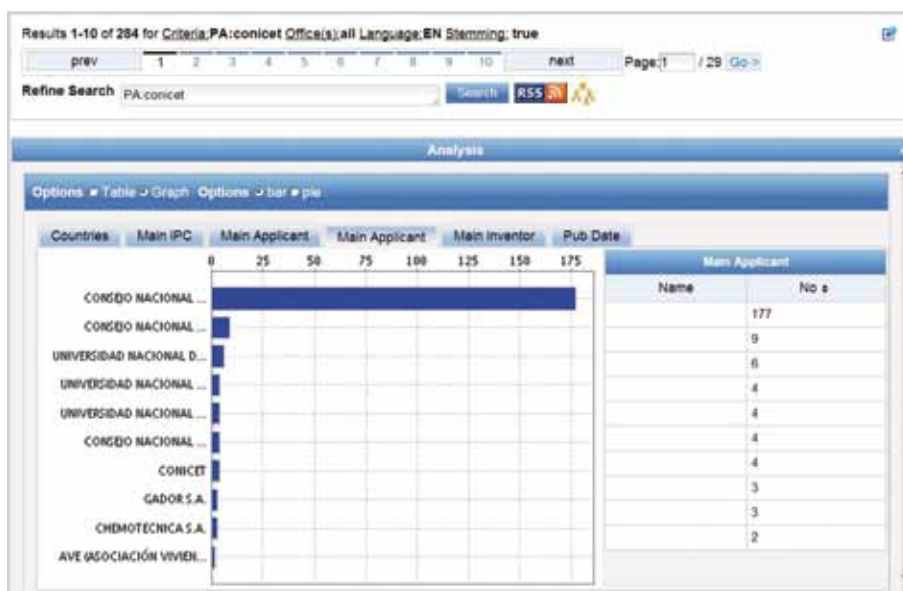 Results 1-10 of 284 for Criteria:PA:conicet Office(s):all Language:EN Stemming: true
prev 1 2 3 4 5 6 7 8 9 10 next Page:1 / 29 Go >
Refine Search PA:conicet Search RSS
Analysis
Options Table Graph Options bar pie
Countries Main IPC Main Applicant Main Applicant Main Inventor Pub Date
0 25 50 75 100 125 150 175
CONSEJO NACIONAL ...
CONSEJO NACIONAL ...
UNIVERSIDAD NACIONAL D...
UNIVERSIDAD NACIONAL ...
UNIVERSIDAD NACIONAL ...
CONSEJO NACIONAL ...
CONICET
GADOR S.A.
CHEMOTECNICA S.A.
AVE (ASOCIACIÓN VIVIEN...
Main Applicant
Name No s
177
9
6
4
4
4
4
3
3
2